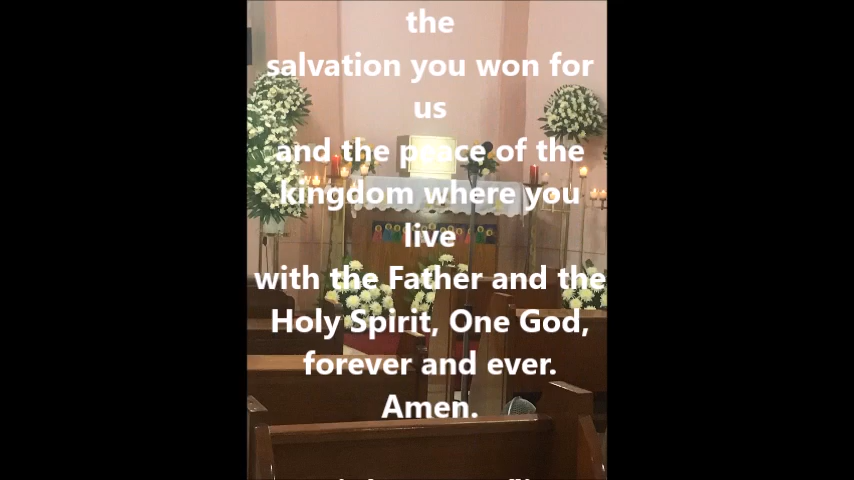 the
salvation you won for
us
and the peace of the
kingdom where you
live
with the Father and the
Holy Spirit, One God,
forever and ever.
Amen.